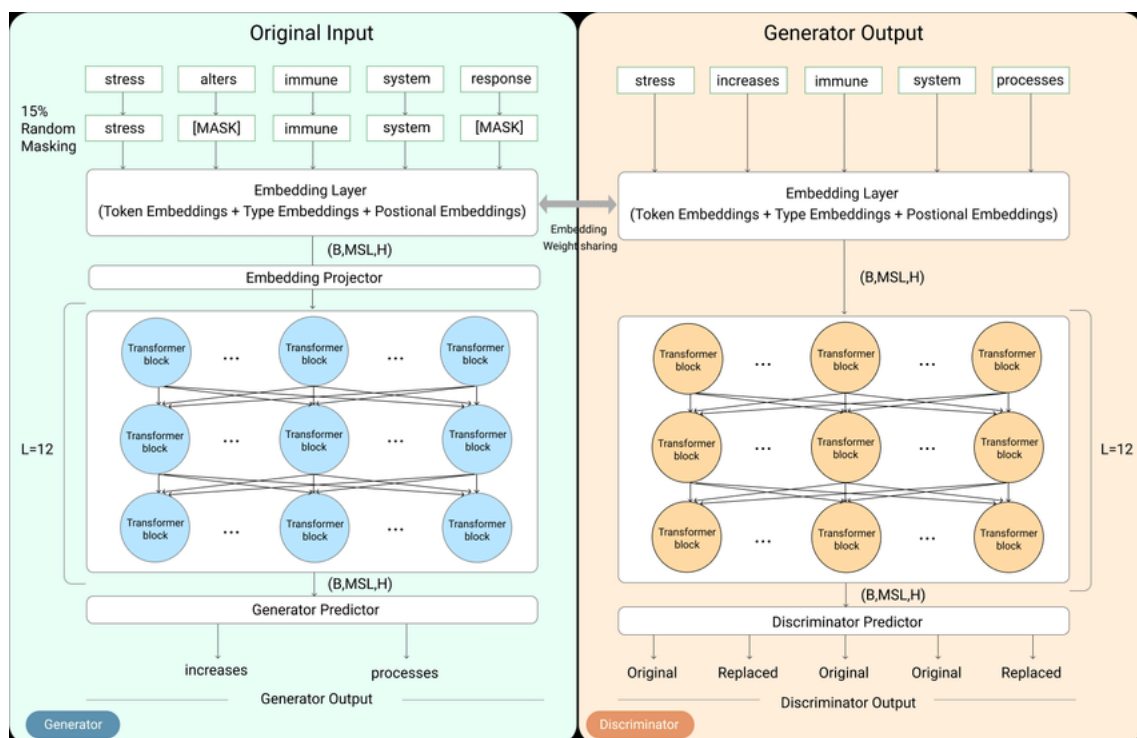 Original Input
stress alters immune system response
15%
Random
Masking
stress [MASK] immune system [MASK]
Embedding Layer
(Token Embeddings + Type Embeddings + Postional Embeddings)
(B,MSL,H)
Embedding Projector
L=12
Transformer
block
...
Transformer
block
...
Transformer
block
Transformer
block
...
Transformer
block
...
Transformer
block
Transformer
block
...
Transformer
block
...
Transformer
block
(B,MSL,H)
Generator Predictor
increases processes
Generator Output
Generator
Embedding
Weight sharing
Generator Output
stress increases immune system processes
Embedding Layer
(Token Embeddings + Type Embeddings + Postional Embeddings)
(B,MSL,H)
Transformer
block
...
Transformer
block
...
Transformer
block
Transformer
block
...
Transformer
block
...
Transformer
block
Transformer
block
...
Transformer
block
...
Transformer
block
L=12
(B,MSL,H)
Discriminator Predictor
Original Replaced Original Original Replaced
Discriminator Output
Discriminator